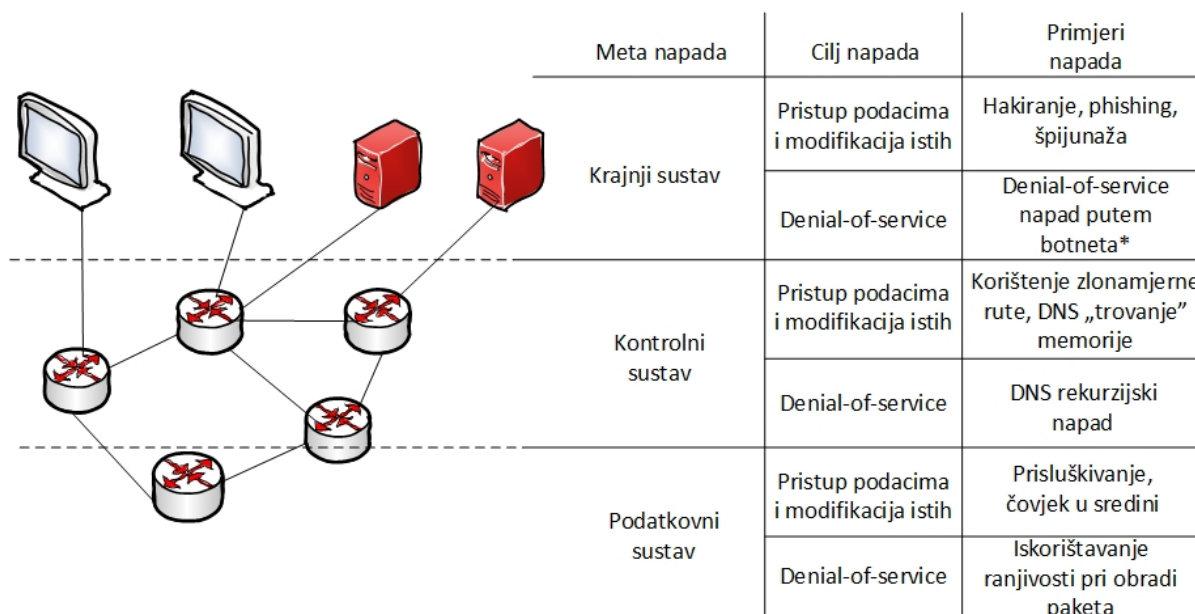 Meta napada
Cilj napada
Primjeri
napada
Krajnji sustav
Pristup podacima
i modifikacija istih
Hakiranje, phishing,
špijunaža
Denial-of-service
Denial-of-service
napad putem
botneta*
Kontrolni
sustav
Pristup podacima
i modifikacija istih
Korištenje zlonamjerne
rute, DNS „trovanje”
memorije
Denial-of-service
DNS rekurzijski
napad
Podatkovni
sustav
Pristup podacima
i modifikacija istih
Prisluškivanje,
čovjek u sredini
Denial-of-service
Iskorištavanje
ranjivosti pri obradi
paketa